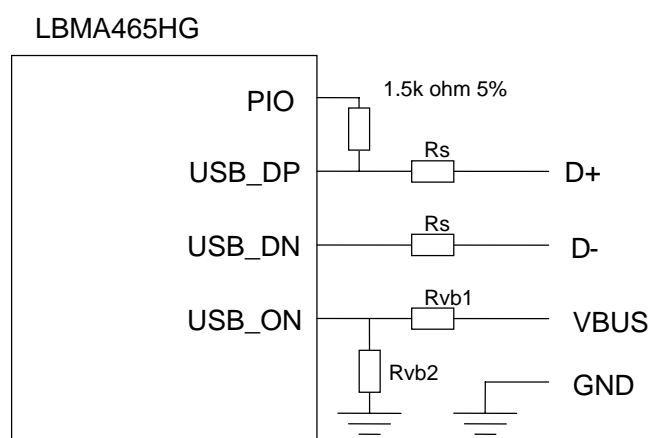 LBMA465HG
PIO
1.5k ohm 5%
Rs
USB_DP
D+
Rs
USB_DN
D-
Rvb1
USB_ON
VBUS
Rvb2
GND